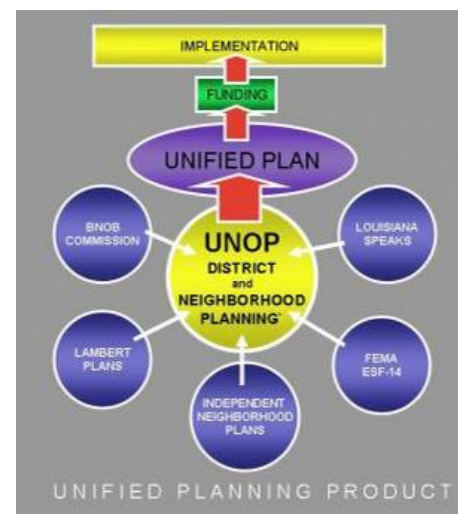 IMPLEMENTATION
FUNDING
UNIFIED PLAN
BNOB
COMMISSION
UNOP
DISTRICT
and
NEIGHBORHOOD
PLANNING*
LOUISIANA
SPEAKS
LAMBERT
PLANS
INDEPENDENT
NEIGHBORHOOD
PLANS
FEMA
ESF-14
UNIFIED PLANNING PRODUCT